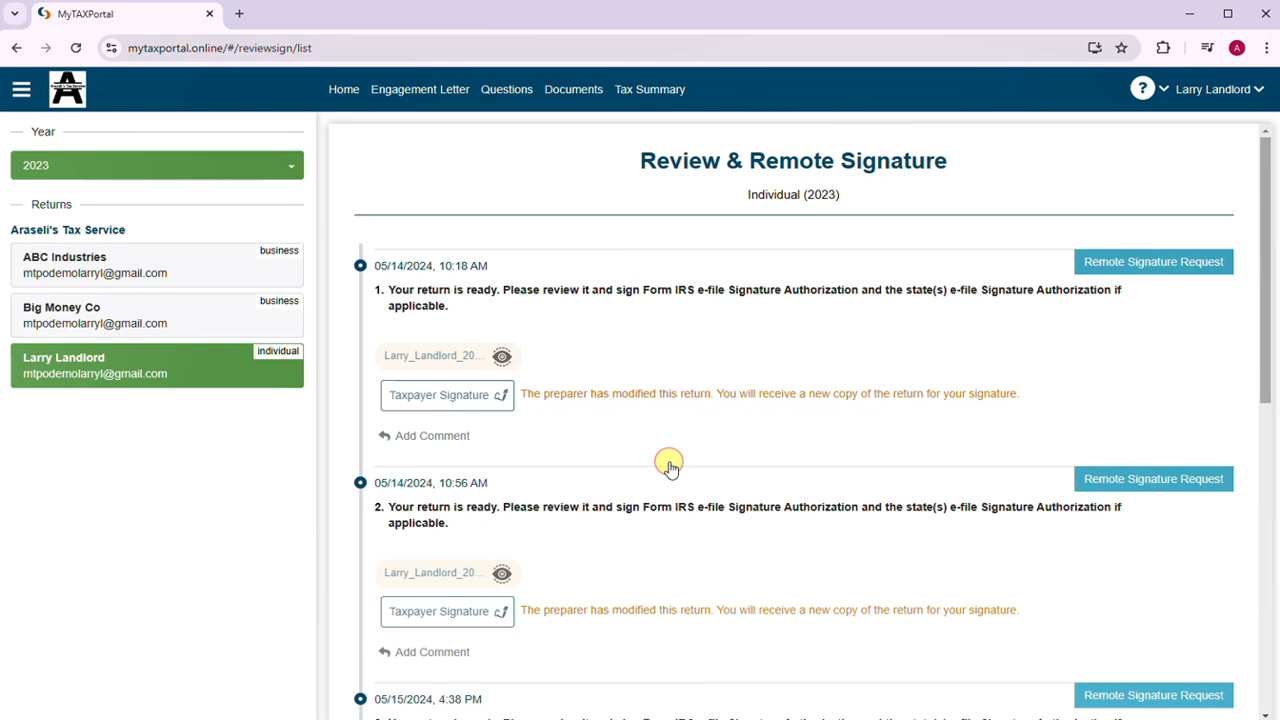 MyTAXPortal
mytaxportal.online/#/reviewsign/list
A
A
Araseli's Tax Service
Home Engagement Letter Questions Documents Tax Summary
? Larry Landlord
Year
2023
Returns
Araseli's Tax Service
ABC Industries business
mtpodemolarryl@gmail.com
Big Money Co business
mtpodemolarryl@gmail.com
Larry Landlord individual
mtpodemolarryl@gmail.com
Review & Remote Signature
Individual (2023)
05/14/2024, 10:18 AM Remote Signature Request
1. Your return is ready. Please review it and sign Form IRS e-file Signature Authorization and the state(s) e-file Signature Authorization if
applicable.
Larry_Landlord_20...
Taxpayer Signature The preparer has modified this return. You will receive a new copy of the return for your signature.
Add Comment
05/14/2024, 10:56 AM Remote Signature Request
2. Your return is ready. Please review it and sign Form IRS e-file Signature Authorization and the state(s) e-file Signature Authorization if
applicable.
Larry_Landlord_20...
Taxpayer Signature The preparer has modified this return. You will receive a new copy of the return for your signature.
Add Comment
05/15/2024, 4:38 PM Remote Signature Request